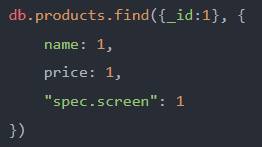 db.products.find({_id:1}, {
    name: 1,
    price: 1,
    "spec.screen": 1
})